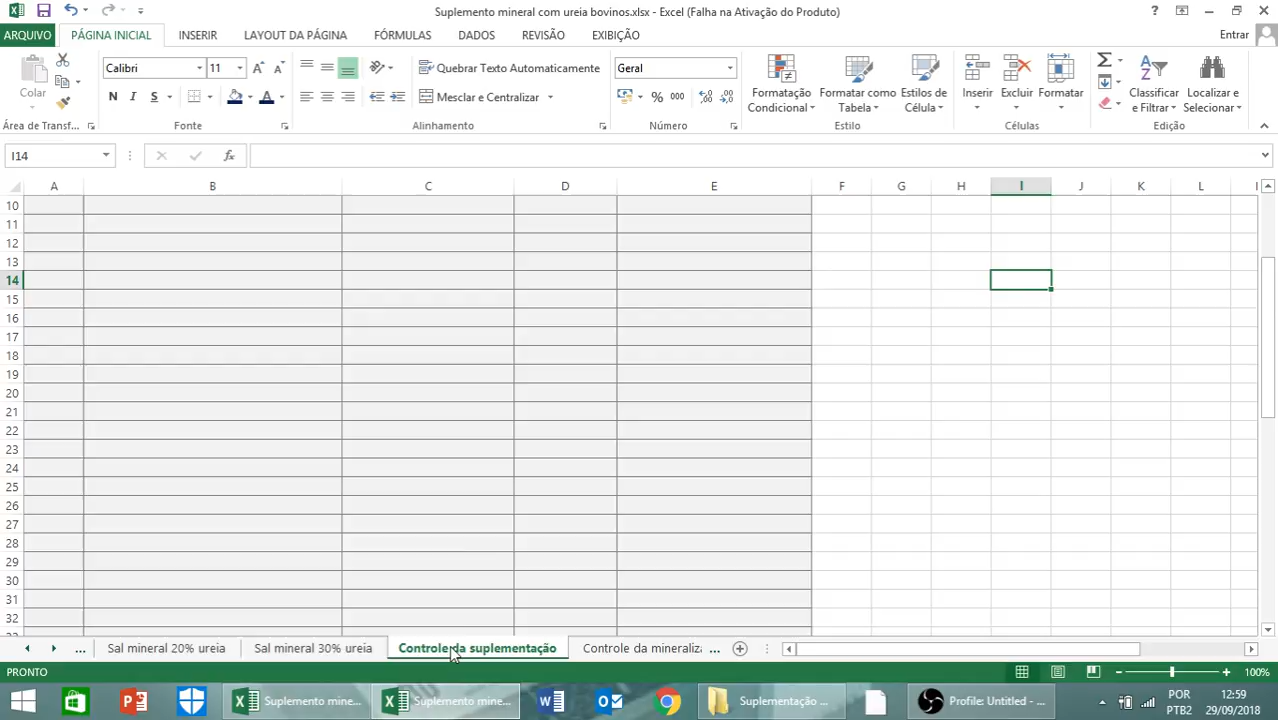 Suplemento mineral com ureia bovinos.xlsx - Excel (Falha na Ativação do Produto)
?
ARQUIVO PÁGINA INICIAL INSERIR LAYOUT DA PÁGINA FÓRMULAS DADOS REVISÃO EXIBIÇÃO Entrar
Colar
Calibri 11
N I S
Quebrar Texto Automaticamente
Mesclar e Centralizar
Geral
% 000
Formatação Condicional
Formatar como Tabela
Estilos de Célula
Inserir Excluir Formatar
Classificar e Filtrar
Localizar e Selecionar
Área de Transf... Fonte Alinhamento Número Estilo Células Edição
I14 fx
A B C D E F G H I J K L
10
11
12
13
14
15
16
17
18
19
20
21
22
23
24
25
26
27
28
29
30
31
32
... Sal mineral 20% ureia Sal mineral 30% ureia Controle da suplementação Controle da mineraliza ...
PRONTO 100%
Suplemento mine... Suplemento mine... Suplementação ... Profile: Untitled - ... POR PTB2 12:59 29/09/2018